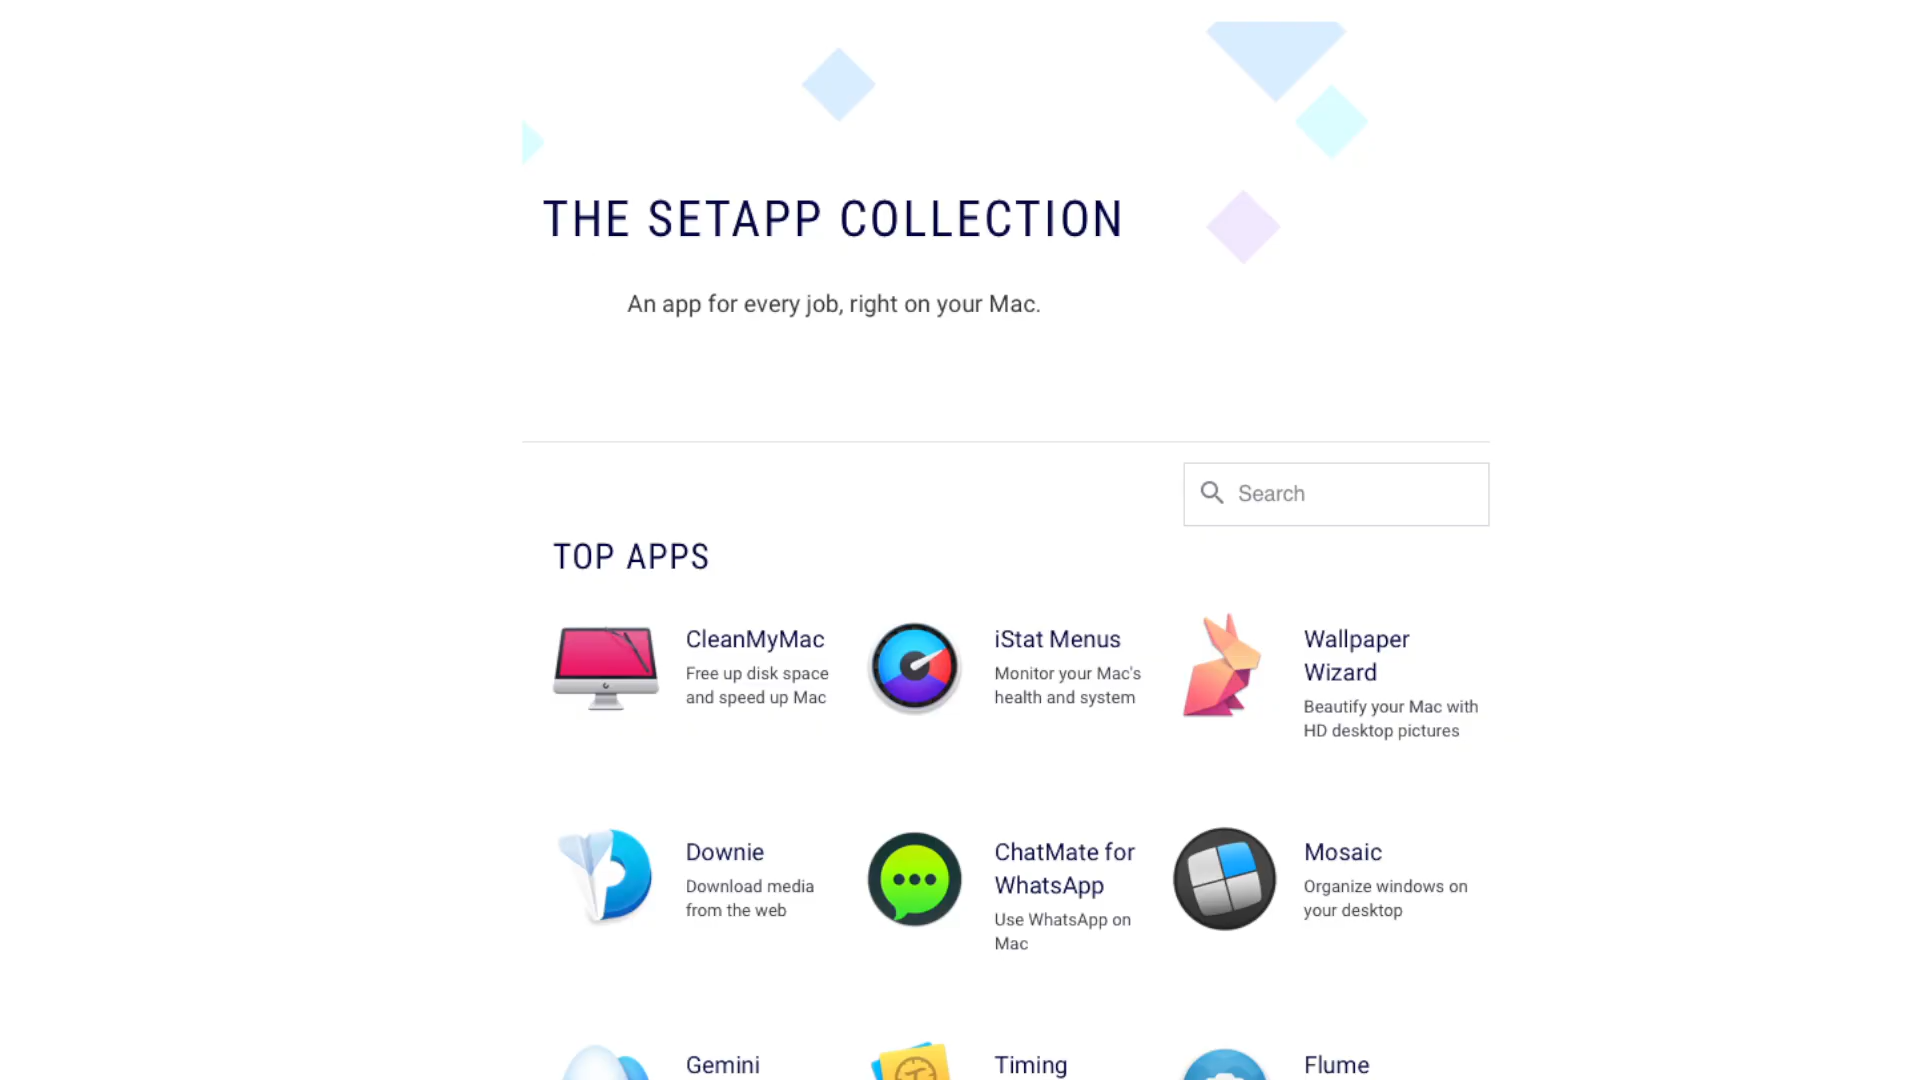 THE SETAPP COLLECTION
An app for every job, right on your Mac.
Search
TOP APPS
CleanMyMac
Free up disk space
and speed up Mac
iStat Menus
Monitor your Mac's
health and system
Wallpaper
Wizard
Beautify your Mac with
HD desktop pictures
Downie
Download media
from the web
ChatMate for
WhatsApp
Use WhatsApp on
Mac
Mosaic
Organize windows on
your desktop
Gemini
Timing
Flume